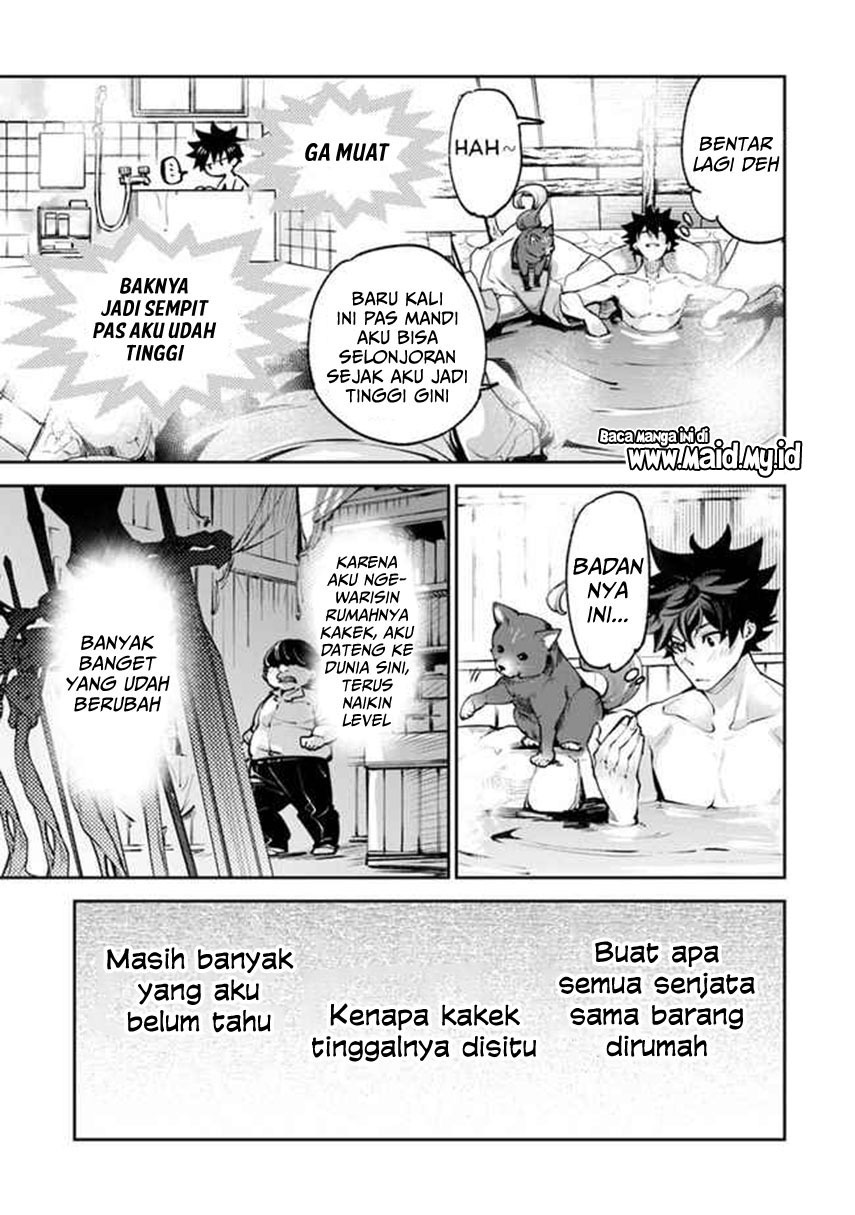 BENTAR
LAGI DEH
HAH~
GA MUAT
...
BAKNYA
JADI SEMPIT
PAS AKU UDAH
TINGGI
BARU KALI
INI PAS MANDI
AKU BISA
SELONJORAN
SEJAK AKU JADI
TINGGI GINI
Baca Manga ini di
www.Maid.My.id
BADAN
NYA
INI...
KARENA
AKU NGE-
WARISIN
RUMAHNYA
KAKEK, AKU
DATENG KE
DUNIA SINI,
TERUS
NAIKIN
LEVEL
BANYAK
BANGET
YANG UDAH
BERUBAH
Buat apa
semua senjata
sama barang
dirumah
Kenapa kakek
tinggalnya disitu
Masih banyak
yang aku
belum tahu